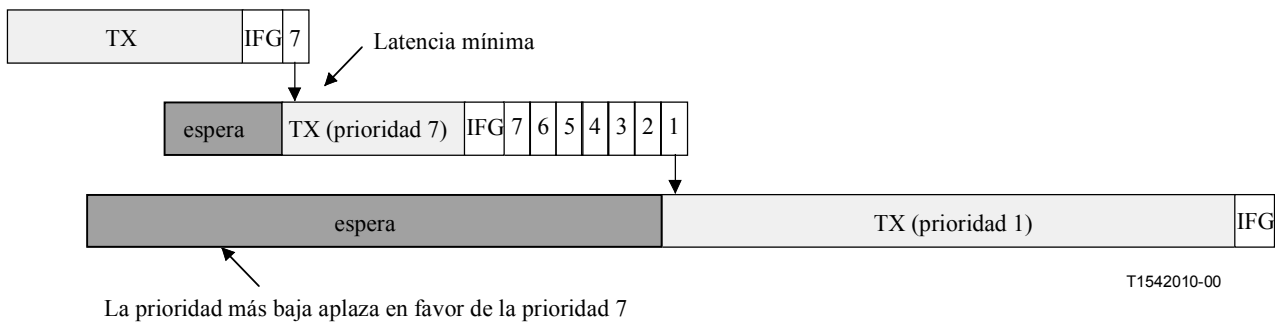 TX IFG 7
Latencia mínima
espera TX (prioridad 7) IFG 7 6 5 4 3 2 1
espera TX (prioridad 1) IFG
T1542010-00
La prioridad más baja aplaza en favor de la prioridad 7